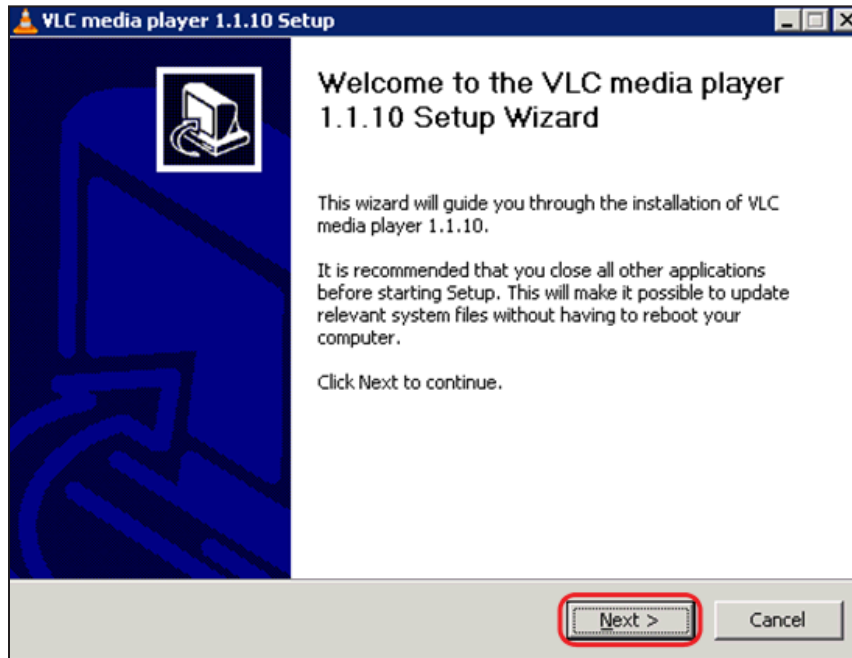 VLC media player 1.1.10 Setup
Welcome to the VLC media player
1.1.10 Setup Wizard
This wizard will guide you through the installation of VLC
media player 1.1.10.
It is recommended that you close all other applications
before starting Setup. This will make it possible to update
relevant system files without having to reboot your
computer.
Click Next to continue.
Next >
Cancel